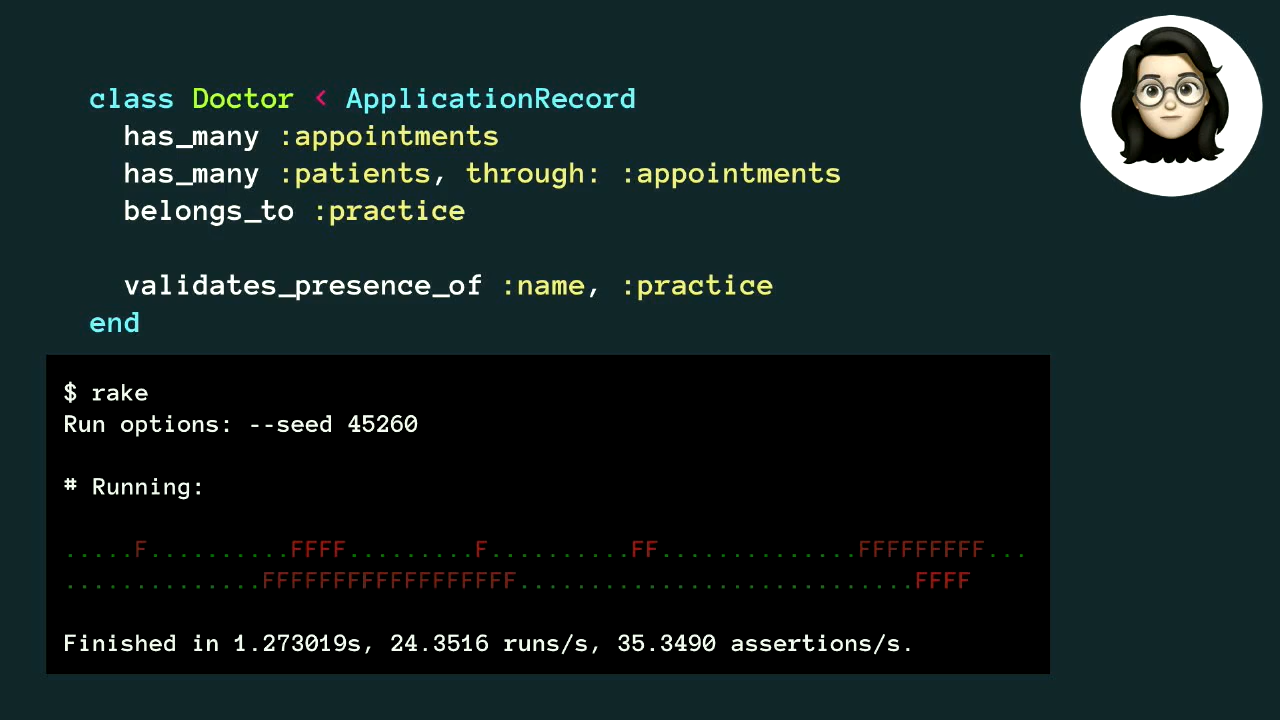 class Doctor < ApplicationRecord
has_many :appointments
has_many :patients, through: :appointments
belongs_to :practice
validates_presence_of :name, :practice
end
$ rake
Run options: --seed 45260
# Running:
.....F..........FFFF.........F..........FF..............FFFFFFFFF...
..............FFFFFFFFFFFFFFFFFF............................FFFF
Finished in 1.273019s, 24.3516 runs/s, 35.3490 assertions/s.